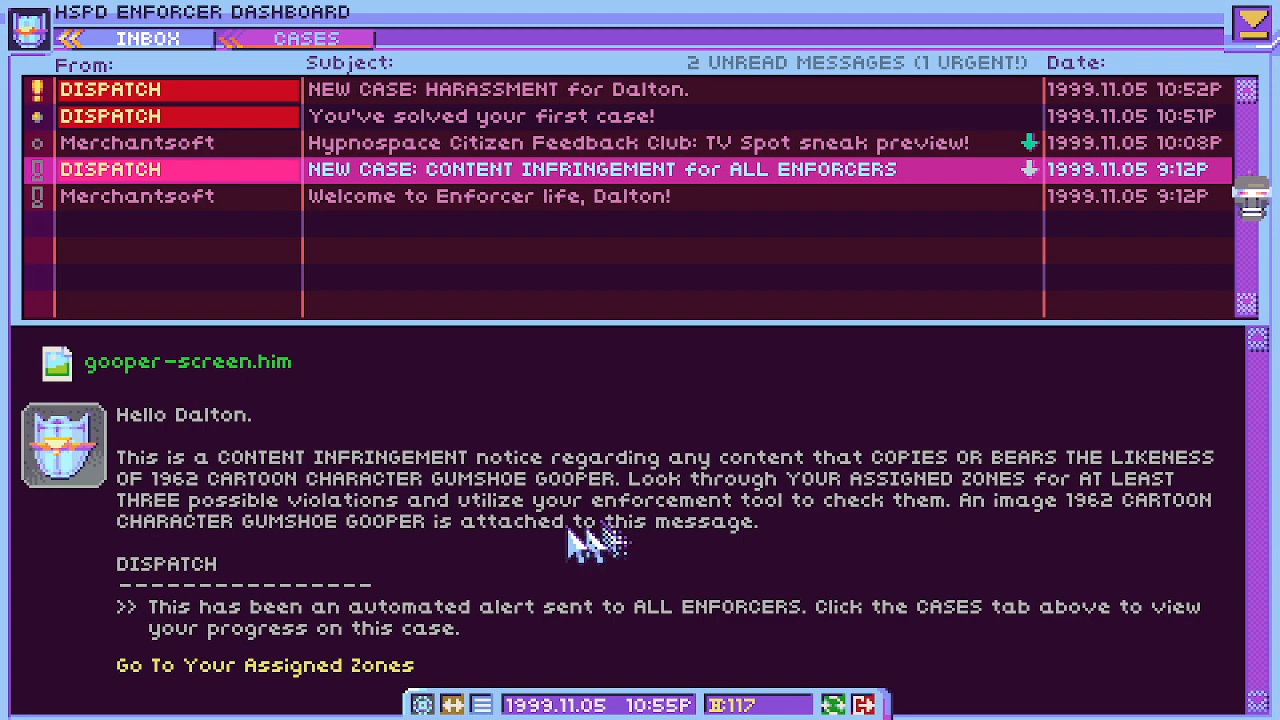 HSPD ENFORCER DASHBOARD
INBOX CASES
From: Subject: 2 UNREAD MESSAGES (1 URGENT!) Date:
DISPATCH NEW CASE: HARASSMENT for Dalton. 1999.11.05 10:52P
DISPATCH You've solved your first case! 1999.11.05 10:51P
Merchantsoft Hypnospace Citizen Feedback Club: TV Spot sneak preview! 1999.11.05 10:08P
DISPATCH NEW CASE: CONTENT INFRINGEMENT for ALL ENFORCERS 1999.11.05 9:12P
Merchantsoft Welcome to Enforcer life, Dalton! 1999.11.05 9:12P
gooper-screen.him
Hello Dalton.
This is a CONTENT INFRINGEMENT notice regarding any content that COPIES OR BEARS THE LIKENESS
OF 1962 CARTOON CHARACTER GUMSHOE GOOPER. Look through YOUR ASSIGNED ZONES for AT LEAST
THREE possible violations and utilize your enforcement tool to check them. An image 1962 CARTOON
CHARACTER GUMSHOE GOOPER is attached to this message.
DISPATCH
----------------
>> This has been an automated alert sent to ALL ENFORCERS. Click the CASES tab above to view
your progress on this case.
Go To Your Assigned Zones
1999.11.05 10:55P 117